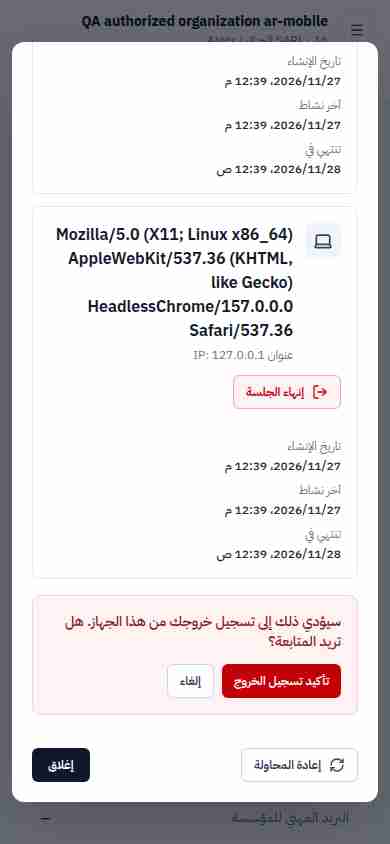 QA authorized organization ar-mobile
تاريخ الإنشاء
2026/11/27، 12:39 م
آخر نشاط
2026/11/27، 12:39 م
تنتهي في
2026/11/28، 12:39 ص
Mozilla/5.0 (X11; Linux x86_64)
AppleWebKit/537.36 (KHTML,
like Gecko)
HeadlessChrome/157.0.0.0
Safari/537.36
عنوان IP: 127.0.0.1
إنهاء الجلسة
تاريخ الإنشاء
2026/11/27، 12:39 م
آخر نشاط
2026/11/27، 12:39 م
تنتهي في
2026/11/28، 12:39 ص
سيؤدي ذلك إلى تسجيل خروجك من هذا الجهاز. هل
تريد المتابعة؟
تأكيد تسجيل الخروج
إلغاء
إعادة المحاولة
إغلاق
البريد المهني للمؤسسة
—